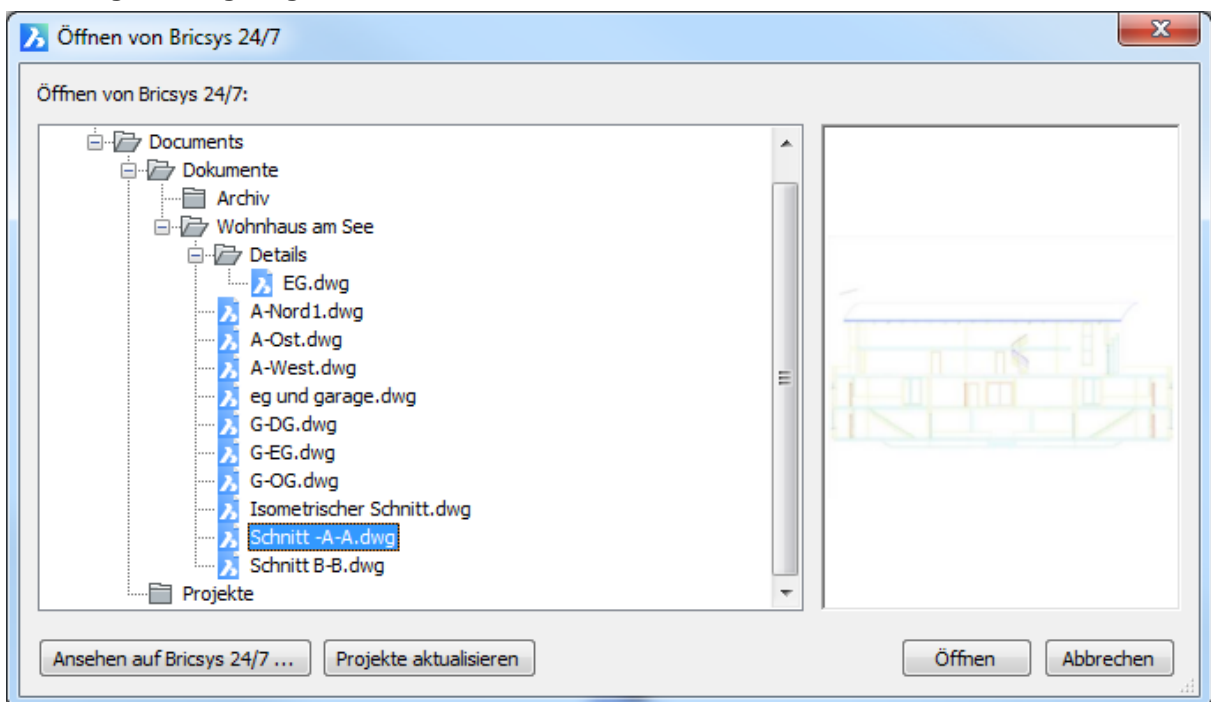 Öffnen von Bricsys 24/7
Öffnen von Bricsys 24/7:
Documents
Dokumente
Archiv
Wohnhaus am See
Details
EG.dwg
A-Nord1.dwg
A-Ost.dwg
A-West.dwg
eg und garage.dwg
G-DG.dwg
G-EG.dwg
G-OG.dwg
Isometrischer Schnitt.dwg
Schnitt -A-A.dwg
Schnitt B-B.dwg
Projekte
Ansehen auf Bricsys 24/7 ... Projekte aktualisieren Öffnen Abbrechen